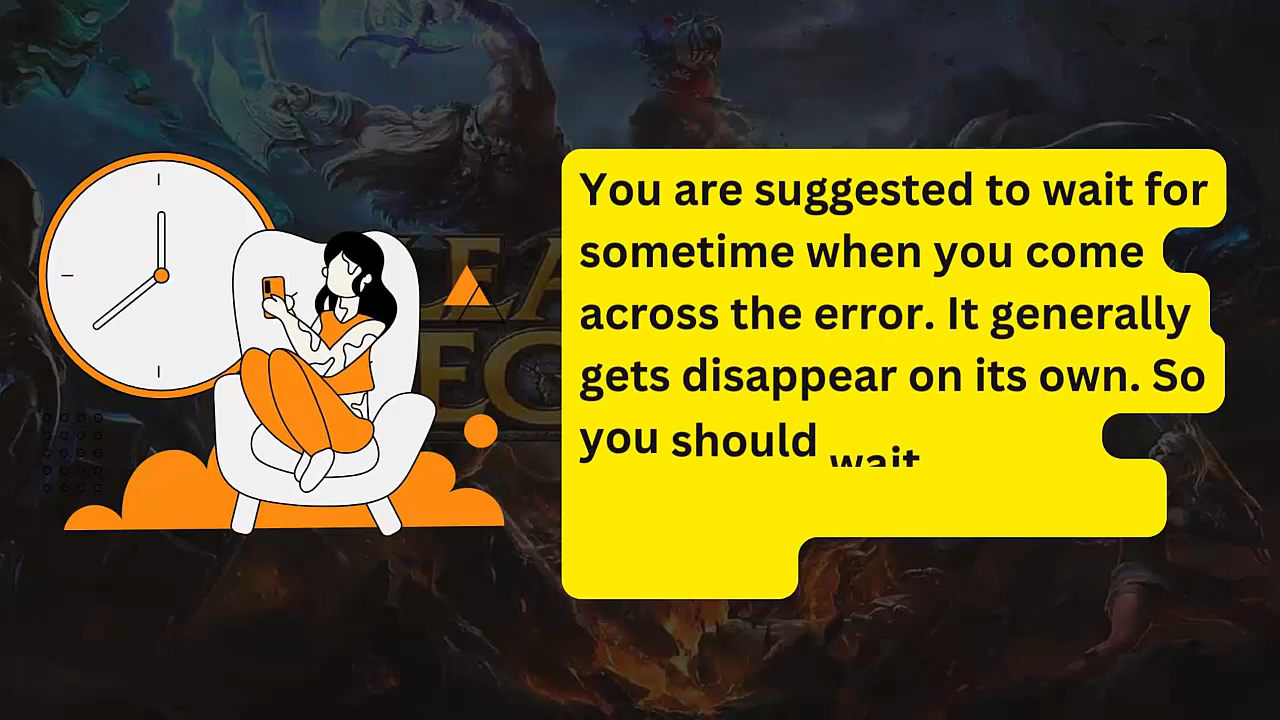 You are suggested to wait for
sometime when you come
across the error. It generally
gets disappear on its own. So
you should wait